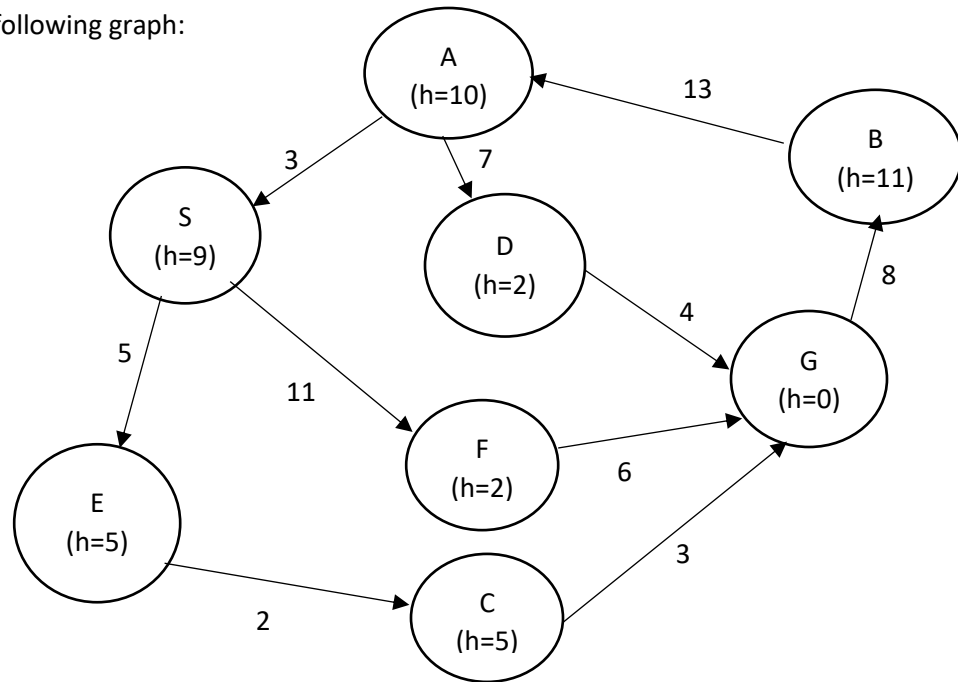 following graph:
A
(h=10)
13
B
(h=11)
3
7
S
(h=9)
D
(h=2)
8
4
G
(h=0)
5
11
F
(h=2)
6
E
(h=5)
3
C
(h=5)
2